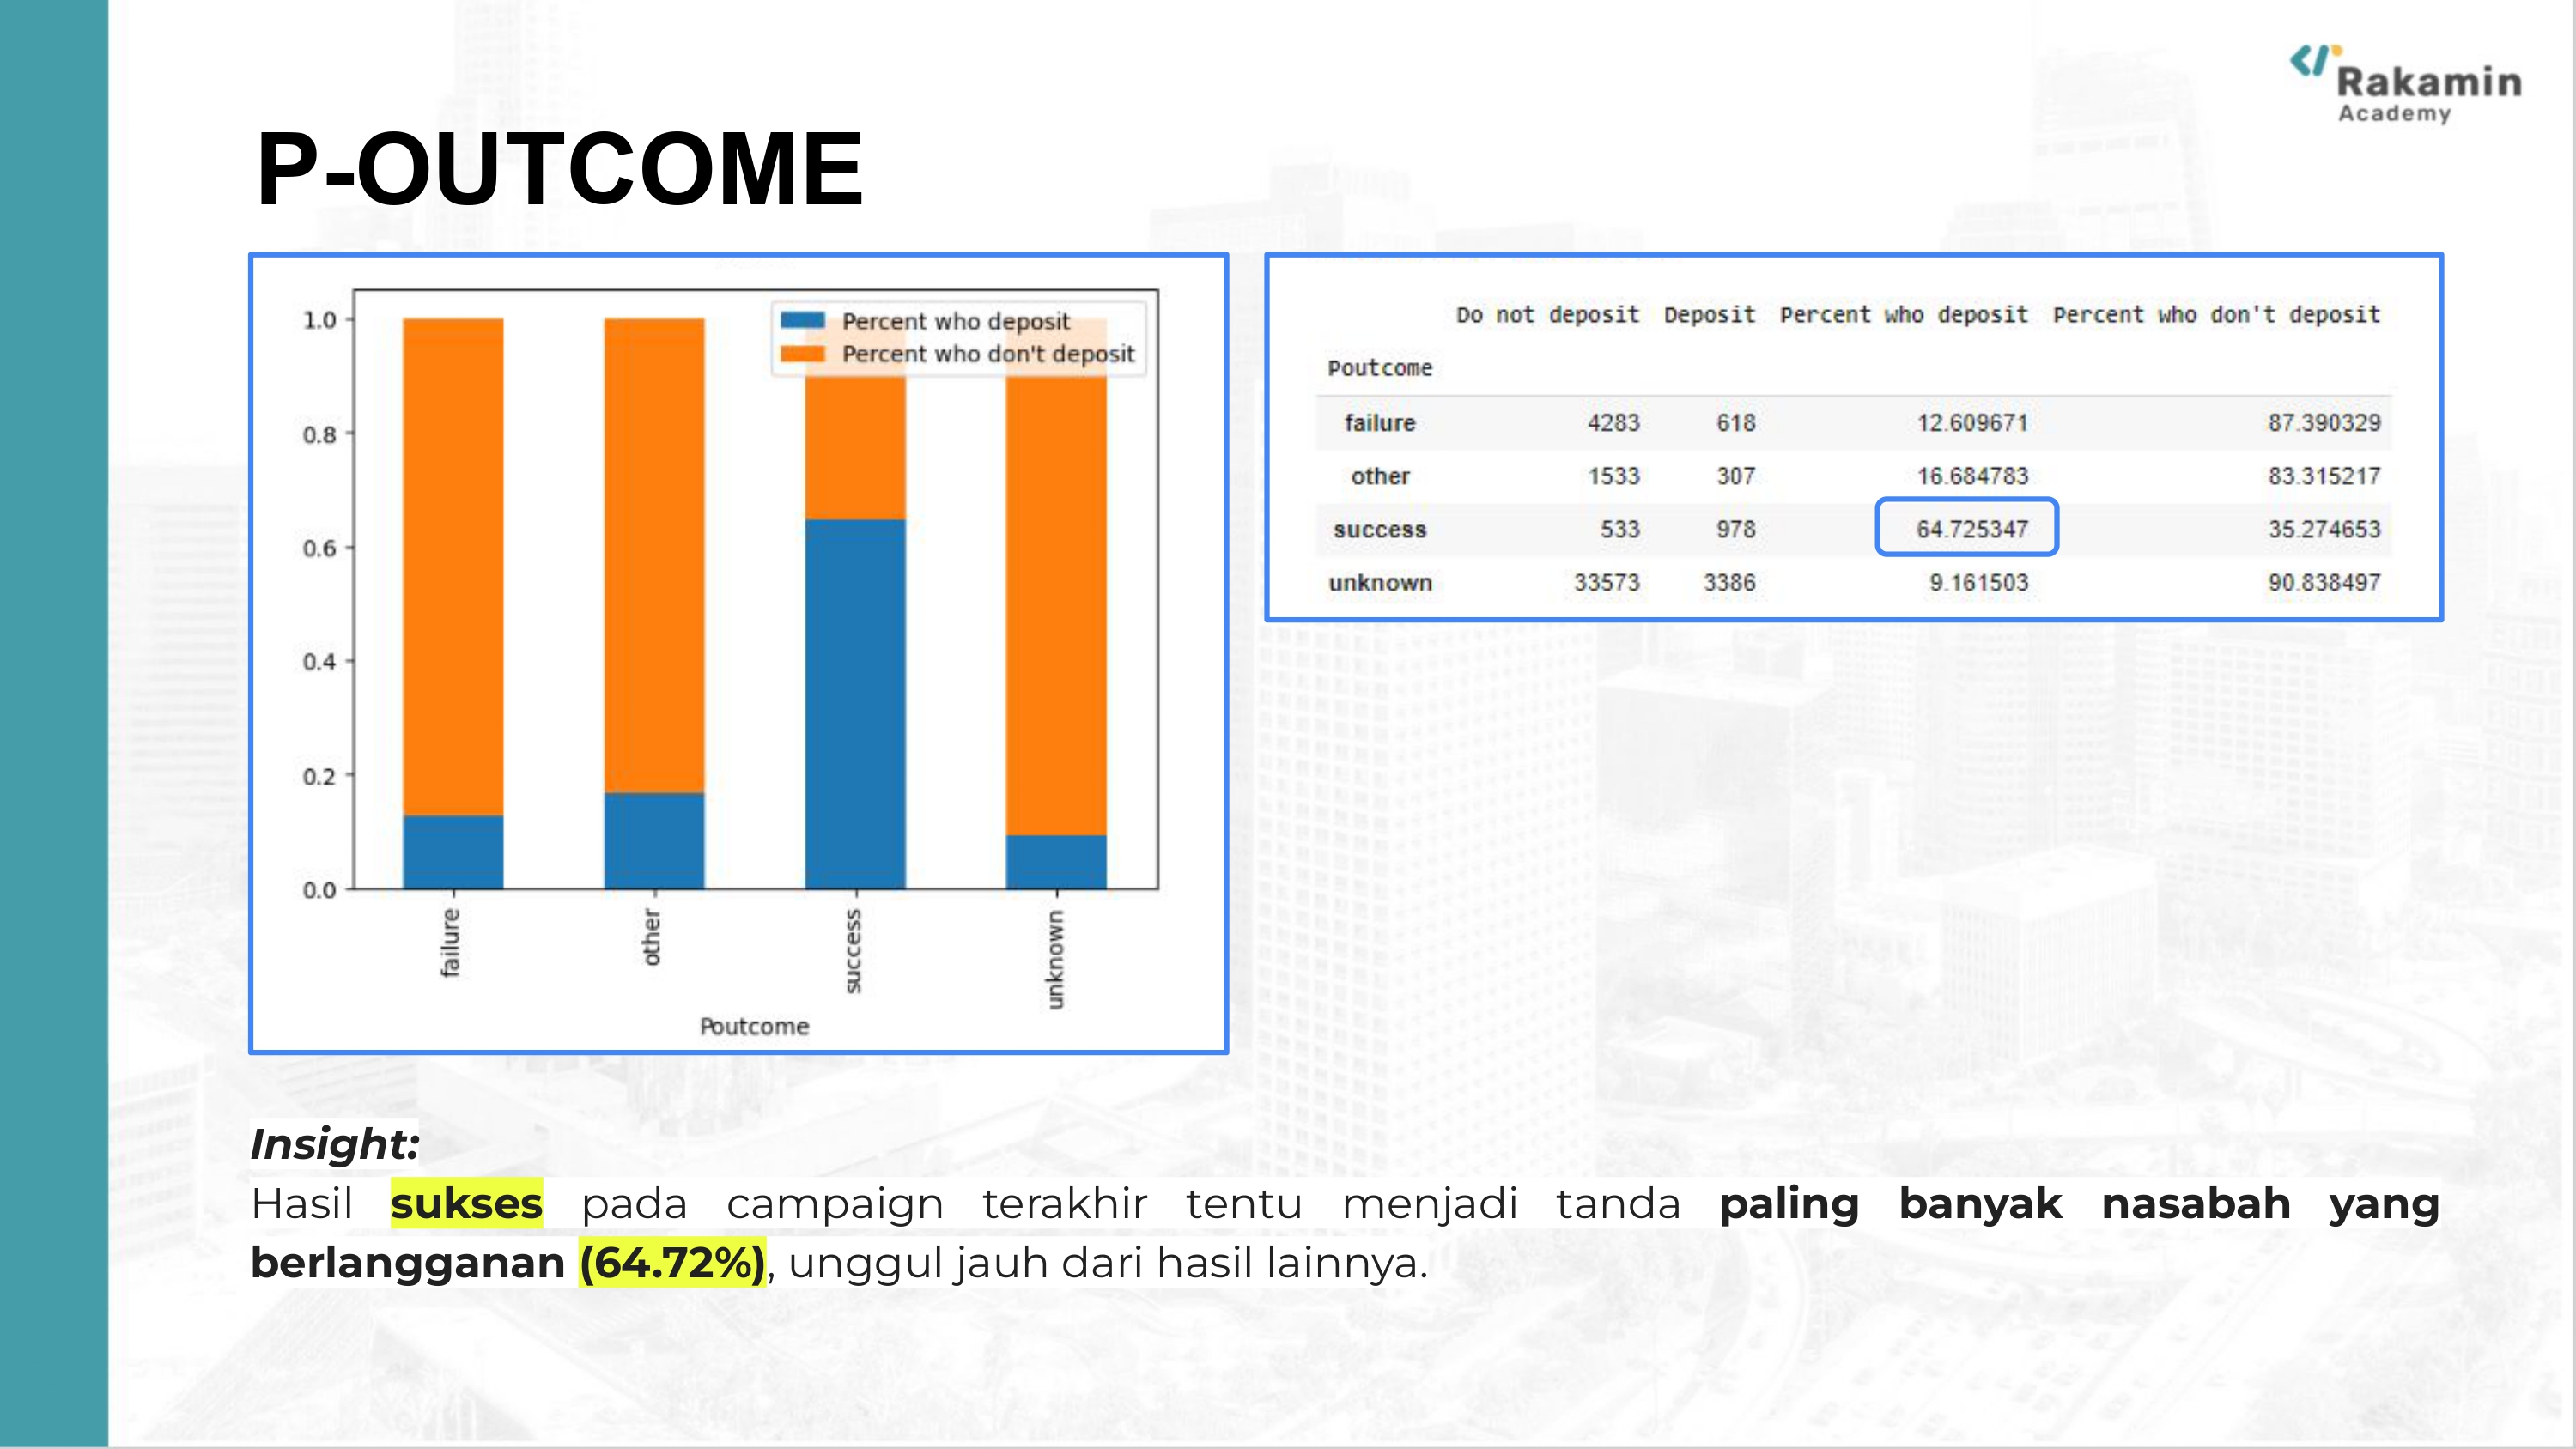 Rakamin
Academy
P-OUTCOME
1.0
0.8
0.6
0.4
0.2
0.0
Percent who deposit
Percent who don't deposit
failure
other
success
unknown
Poutcome
Do not deposit Deposit Percent who deposit Percent who don't deposit
Poutcome
failure 4283 618 12.609671 87.390329
other 1533 307 16.684783 83.315217
success 533 978 64.725347 35.274653
unknown 33573 3386 9.161503 90.838497
Insight:
Hasil sukses pada campaign terakhir tentu menjadi tanda paling banyak nasabah yang
berlangganan (64.72%), unggul jauh dari hasil lainnya.